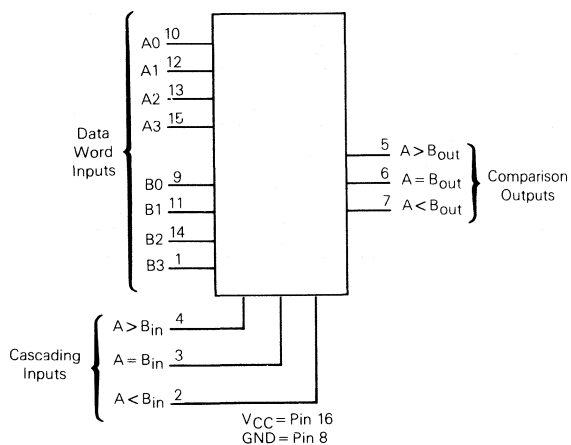 A0 10
A1 12
A2 13
A3 15
Data
Word
Inputs
B0 9
B1 11
B2 14
B3 1
5 A>Bout
6 A=Bout
7 A<Bout
Comparison
Outputs
A>Bin 4
A=Bin 3
A<Bin 2
Cascading
Inputs
VCC=Pin 16
GND=Pin 8